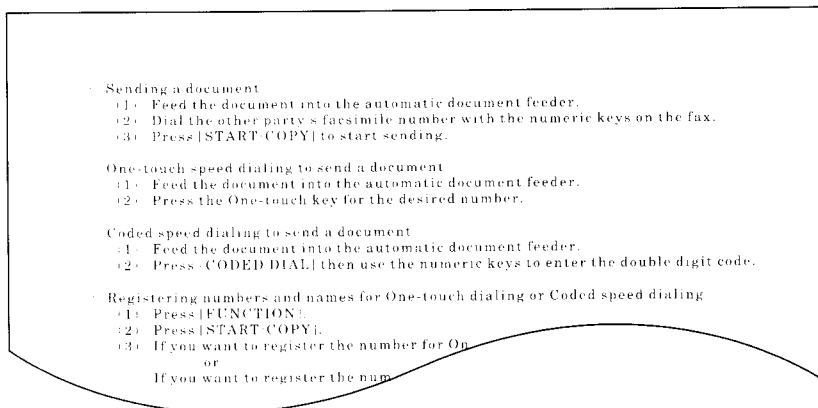 Sending a document
(1) Feed the document into the automatic document feeder.
(2) Dial the other party's facsimile number with the numeric keys on the fax.
(3) Press [START/COPY] to start sending.
One-touch speed dialing to send a document
(1) Feed the document into the automatic document feeder.
(2) Press the One-touch key for the desired number.
Coded speed dialing to send a document
(1) Feed the document into the automatic document feeder.
(2) Press [CODED DIAL] then use the numeric keys to enter the double digit code.
Registering numbers and names for One-touch dialing or Coded speed dialing
(1) Press [FUNCTION].
(2) Press [START/COPY].
(3) If you want to register the number for On
or
If you want to register the num